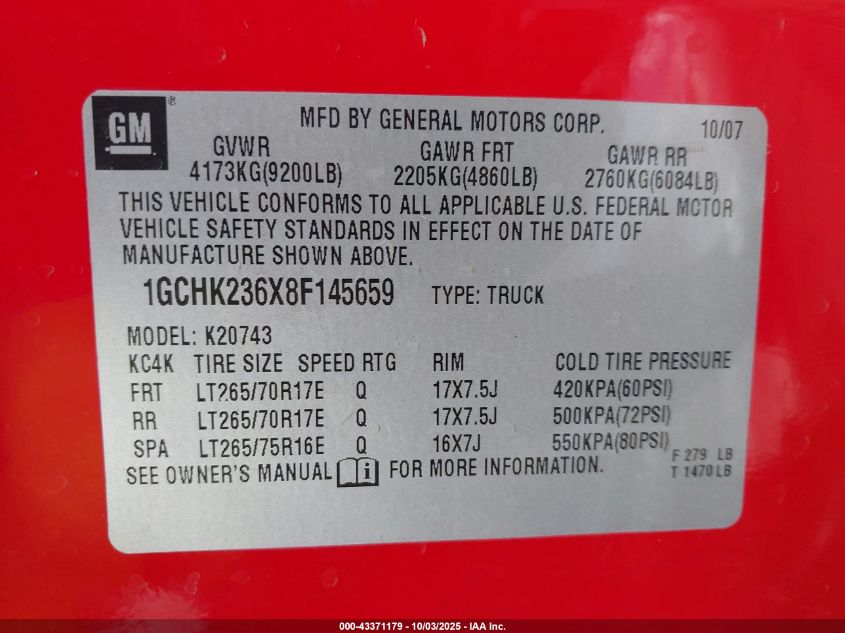 GM ®
MFD BY GENERAL MOTORS CORP. 10/07
GVWR GAWR FRT GAWR RR
4173KG(9200LB) 2205KG(4860LB) 2760KG(6084LB)
THIS VEHICLE CONFORMS TO ALL APPLICABLE U.S. FEDERAL MOTOR
VEHICLE SAFETY STANDARDS IN EFFECT ON THE DATE OF
MANUFACTURE SHOWN ABOVE.
1GCHK236X8F145659 TYPE: TRUCK
MODEL: K20743
KC4K TIRE SIZE SPEED RTG RIM COLD TIRE PRESSURE
FRT LT265/70R17E Q 17X7.5J 420KPA(60PSI)
RR LT265/70R17E Q 17X7.5J 500KPA(72PSI)
SPA LT265/75R16E Q 16X7J 550KPA(80PSI)
F 279 LB
SEE OWNER'S MANUAL i FOR MORE INFORMATION.
T 1470LB
000-43371179 - 10/03/2025 - IAA Inc.